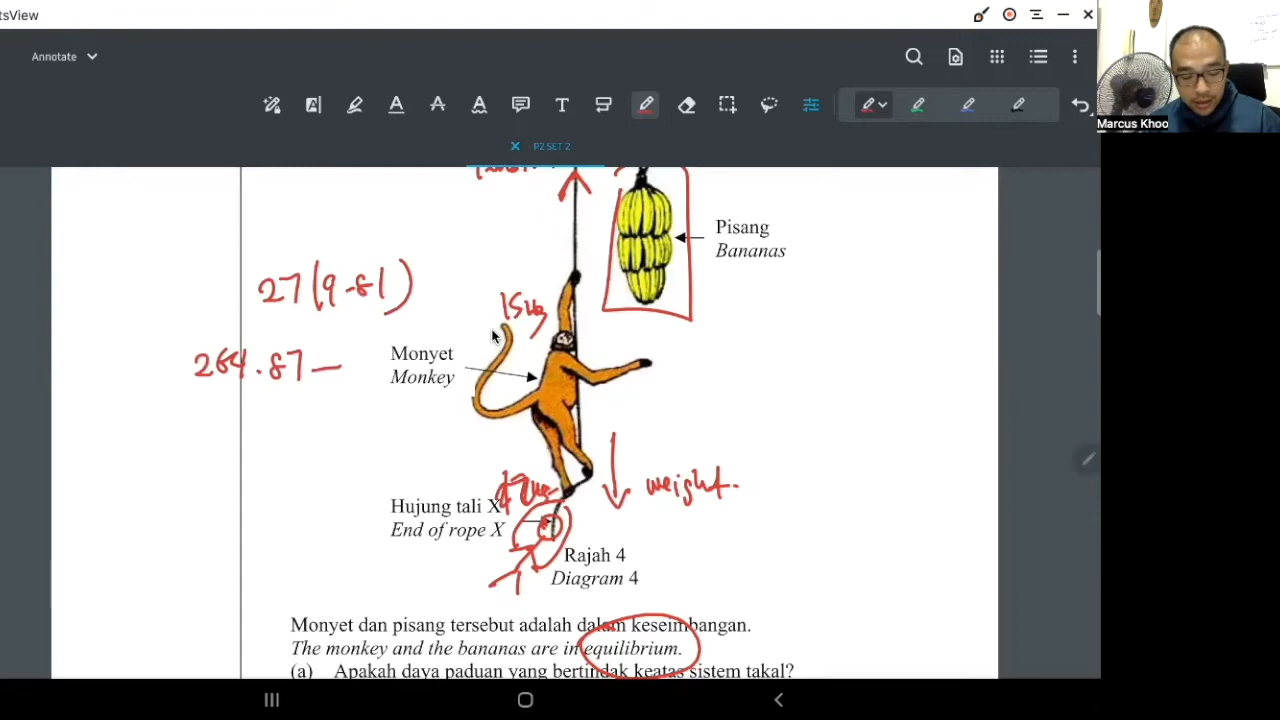 tsView
Annotate
P2 SET 2
Marcus Khoo
Pisang
Bananas
27(9.81)
15kg
264.87 –
Monyet
Monkey
weight.
Hujung tali X
End of rope X
Rajah 4
Diagram 4
Monyet dan pisang tersebut adalah dalam keseimbangan.
The monkey and the bananas are in equilibrium.
(a) Apakah daya paduan yang bertindak keatas sistem takal?